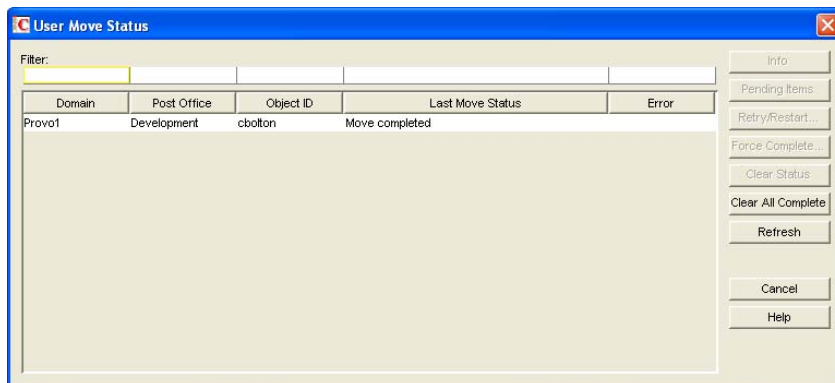 User Move Status
Filter:
Info
Pending Items
Domain Post Office Object ID Last Move Status Error
Retry/Restart...
Provo1 Development cbolton Move completed
Force Complete...
Clear Status
Clear All Complete
Refresh
Cancel
Help